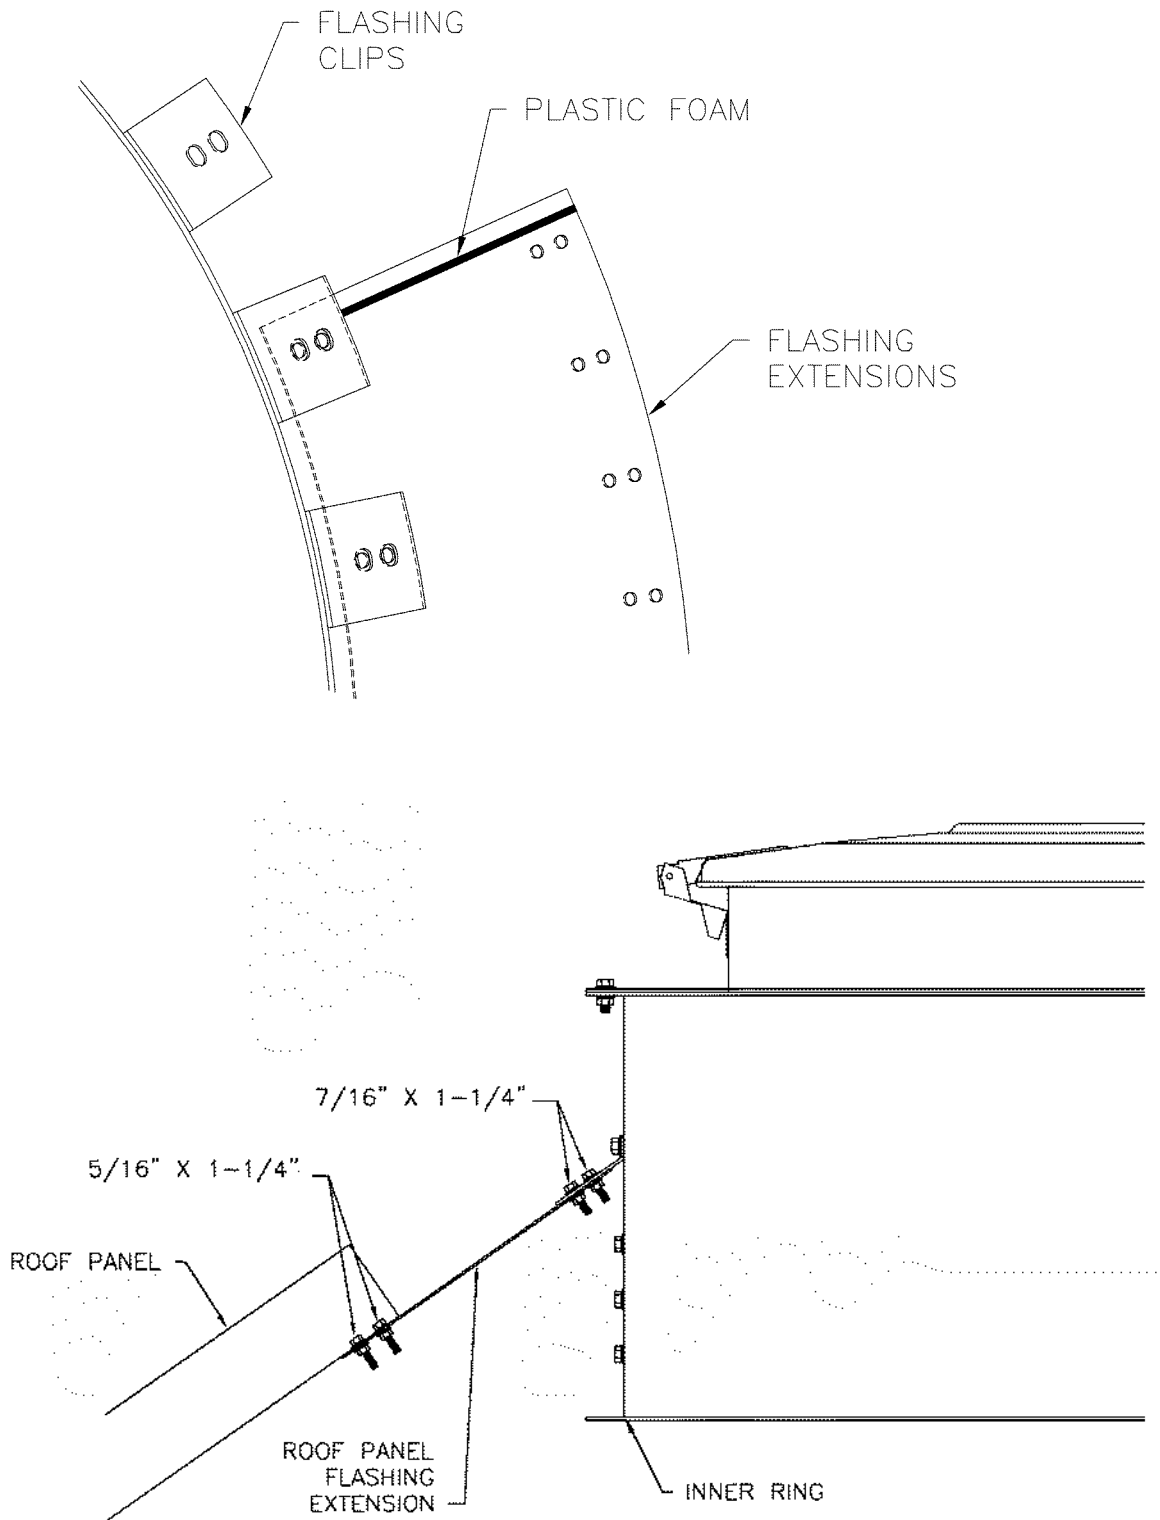 FLASHING
CLIPS
PLASTIC FOAM
FLASHING
EXTENSIONS
7/16" X 1-1/4"
5/16" X 1-1/4"
ROOF PANEL
ROOF PANEL
FLASHING
EXTENSION
INNER RING